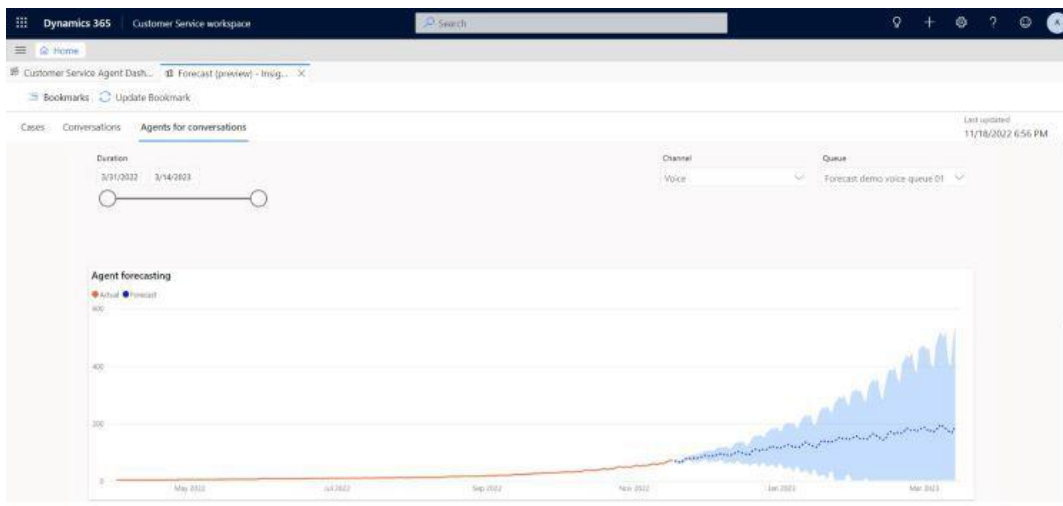 Dynamics 365 Customer Service workspace Search A
Home
Customer Service Agent Dash... Forecast (preview) - Insig... X
Bookmarks Update Bookmark
Cases Conversations Agents for conversations
Last updated
11/18/2022 6:56 PM
Duration
3/31/2022 3/14/2023
Channel
Voice
Queue
Forecast demo voice queue 01
Agent forecasting
Actual Forecast
600
400
200
0
May 2022 Jul 2022 Sep 2022 Nov 2022 Jan 2023 Mar 2023